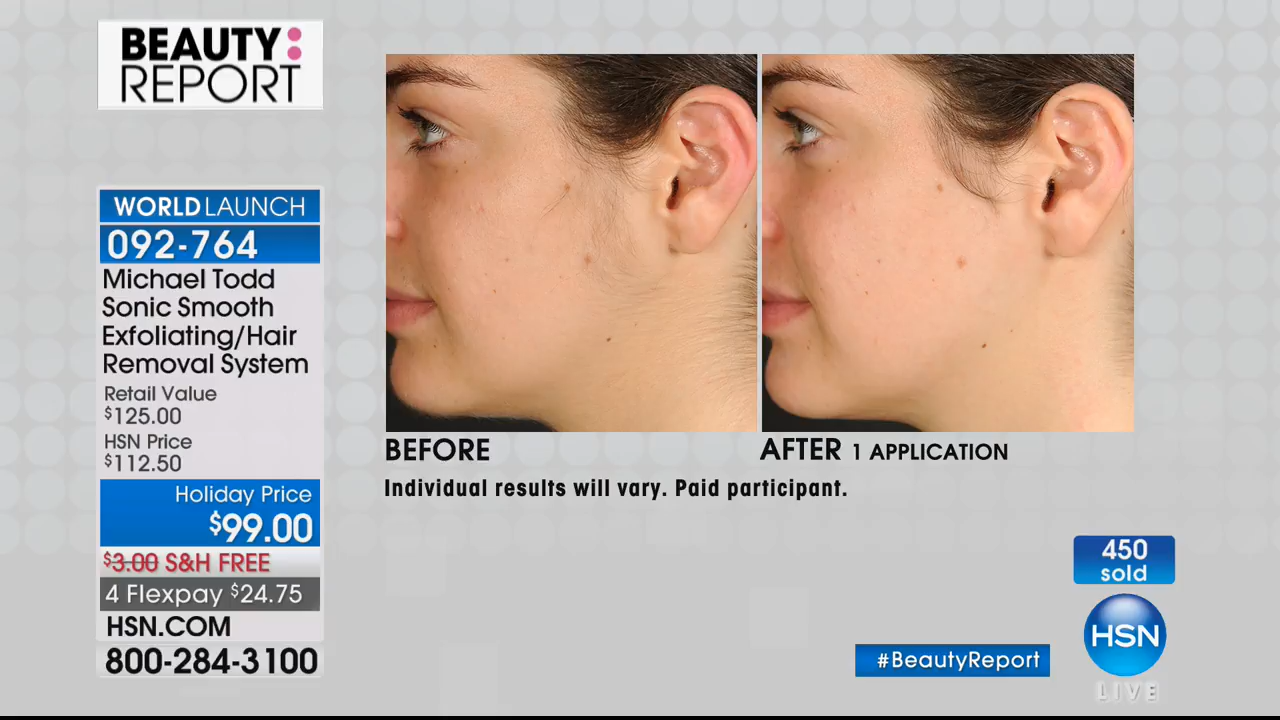 BEAUTY:
REPORT
WORLD LAUNCH
092-764
Michael Todd
Sonic Smooth
Exfoliating/Hair
Removal System
Retail Value
$125.00
HSN Price
$112.50
Holiday Price
$99.00
$3.00 S&H FREE
4 Flexpay $24.75
HSN.COM
800-284-3100
BEFORE
AFTER 1 APPLICATION
Individual results will vary. Paid participant.
450
sold
HSN
LIVE
#BeautyReport